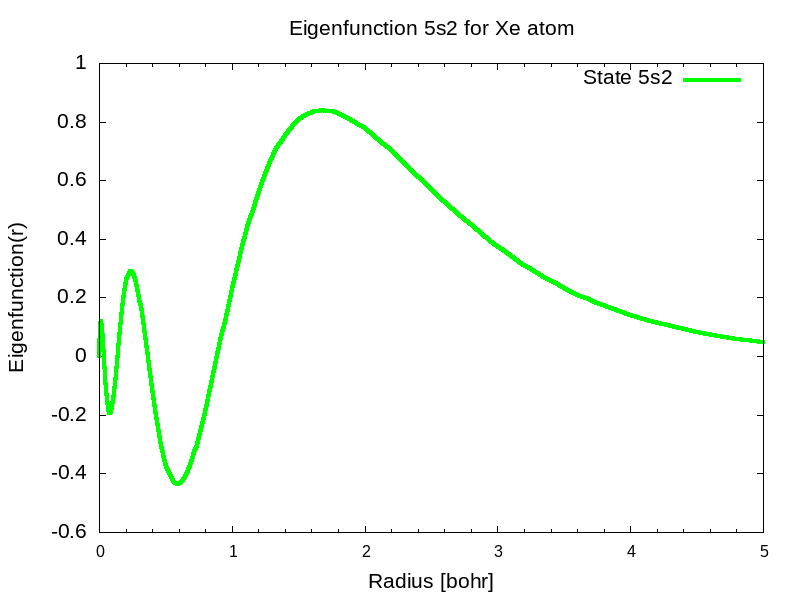 Eigenfunction 5s2 for Xe atom
State 5s2
1
0.8
0.6
0.4
0.2
0
-0.2
-0.4
-0.6
Eigenfunction(r)
0 1 2 3 4 5
Radius [bohr]